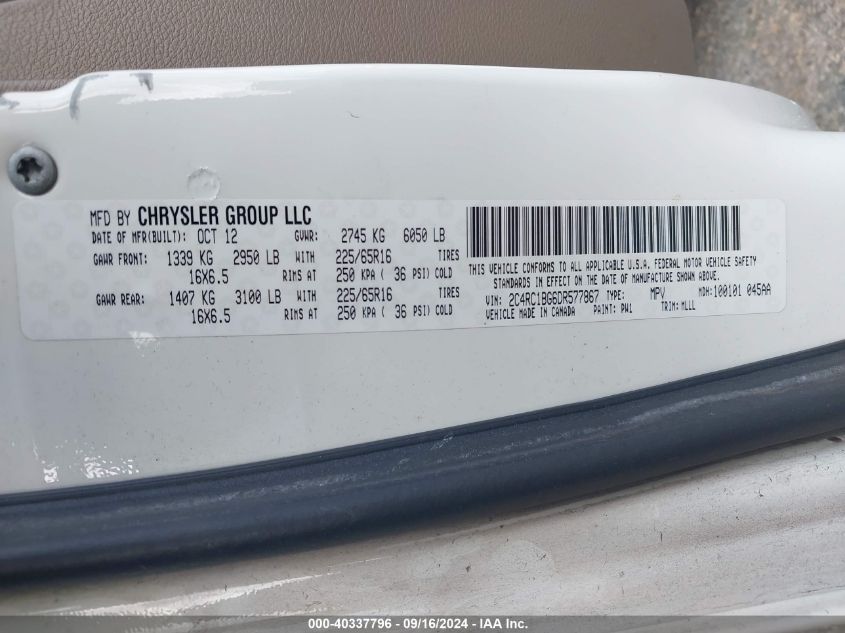 MFD BY CHRYSLER GROUP LLC
DATE OF MFR(BUILT): OCT 12 GVWR: 2745 KG 6050 LB
GAWR FRONT: 1339 KG 2950 LB WITH 225/65R16 TIRES
16X6.5 RIMS AT 250 KPA ( 36 PSI) COLD
GAWR REAR: 1407 KG 3100 LB WITH 225/65R16 TIRES
16X6.5 RIMS AT 250 KPA ( 36 PSI) COLD
THIS VEHICLE CONFORMS TO ALL APPLICABLE U.S.A. FEDERAL MOTOR VEHICLE SAFETY
STANDARDS IN EFFECT ON THE DATE OF MANUFACTURE SHOWN ABOVE.
VIN: 2C4RC1BG6DR577867 TYPE: MPV MDH:100101 045AA
VEHICLE MADE IN CANADA PAINT: PW1 TRIM: MLLL
000-40337796 - 09/16/2024 - IAA Inc.